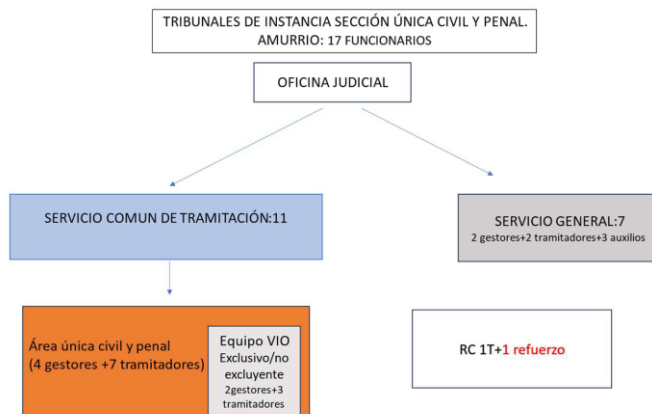 TRIBUNALES DE INSTANCIA SECCIÓN ÚNICA CIVIL Y PENAL.
AMURRIO: 17 FUNCIONARIOS
OFICINA JUDICIAL
SERVICIO COMUN DE TRAMITACIÓN:11
SERVICIO GENERAL:7
2 gestores+2 tramitadores+3 auxilios
Área única civil y penal
(4 gestores +7 tramitadores)
Equipo VIO
Exclusivo/no
excluyente
2gestores+3
tramitadores
RC 1T+1 refuerzo